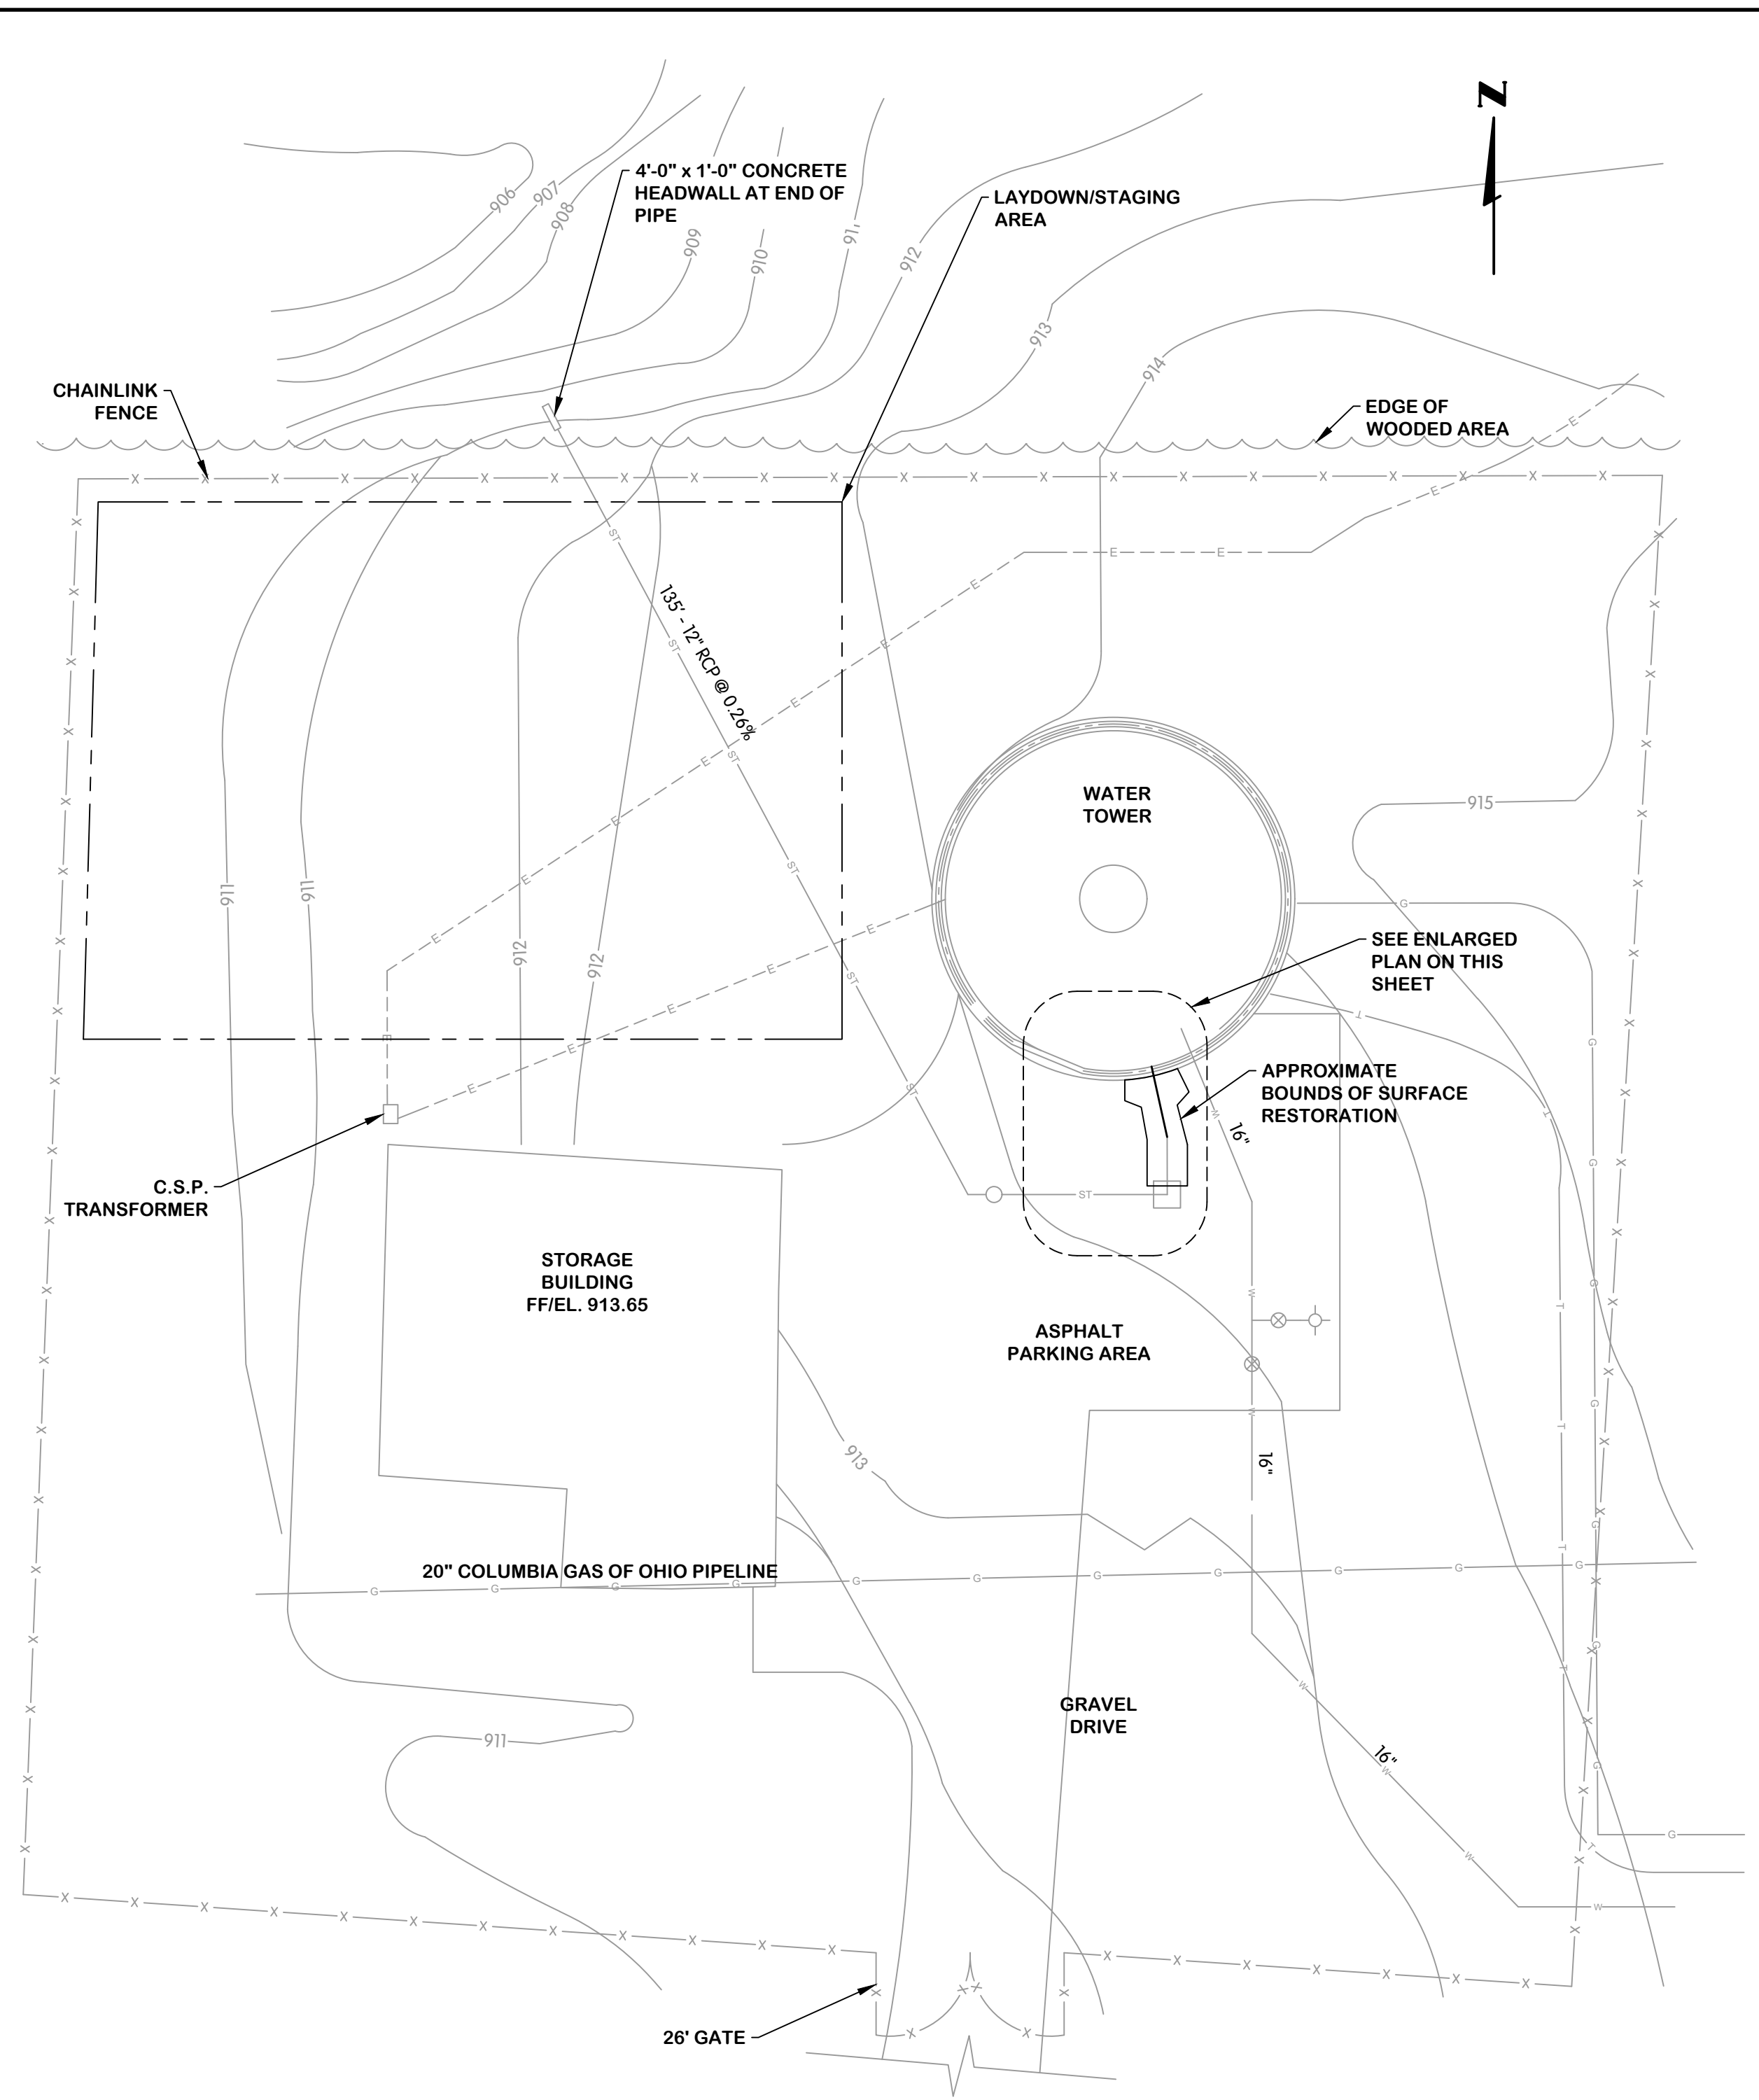 N
4'-0" x 1'-0" CONCRETE
HEADWALL AT END OF
PIPE
LAYDOWN/STAGING
AREA
906
907
908
909
910
911
912
913
914
CHAINLINK
FENCE
EDGE OF
WOODED AREA
135' - 12" RCP @ 0.26%
WATER
TOWER
915
911
911
912
912
SEE ENLARGED
PLAN ON THIS
SHEET
APPROXIMATE
BOUNDS OF SURFACE
RESTORATION
16"
C.S.P.
TRANSFORMER
STORAGE
BUILDING
FF/EL. 913.65
ASPHALT
PARKING AREA
913
16"
20" COLUMBIA GAS OF OHIO PIPELINE
GRAVEL
DRIVE
911
16"
26' GATE